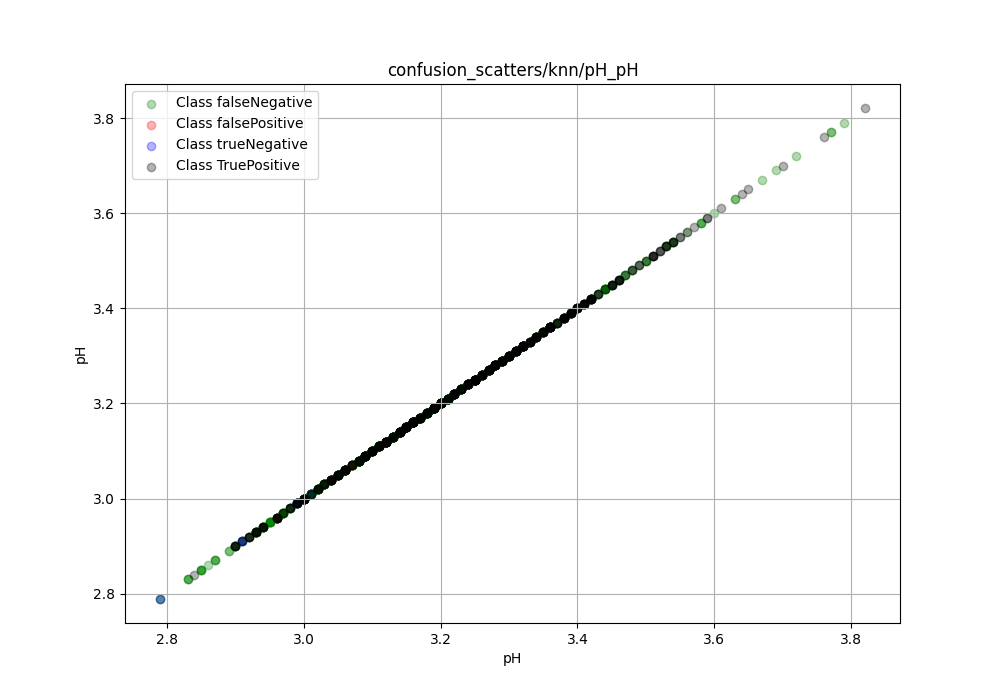 confusion_scatters/knn/pH_pH
Class falseNegative
Class falsePositive
Class trueNegative
Class TruePositive
3.8
3.6
3.4
3.2
3.0
2.8
pH
2.8 3.0 3.2 3.4 3.6 3.8
pH